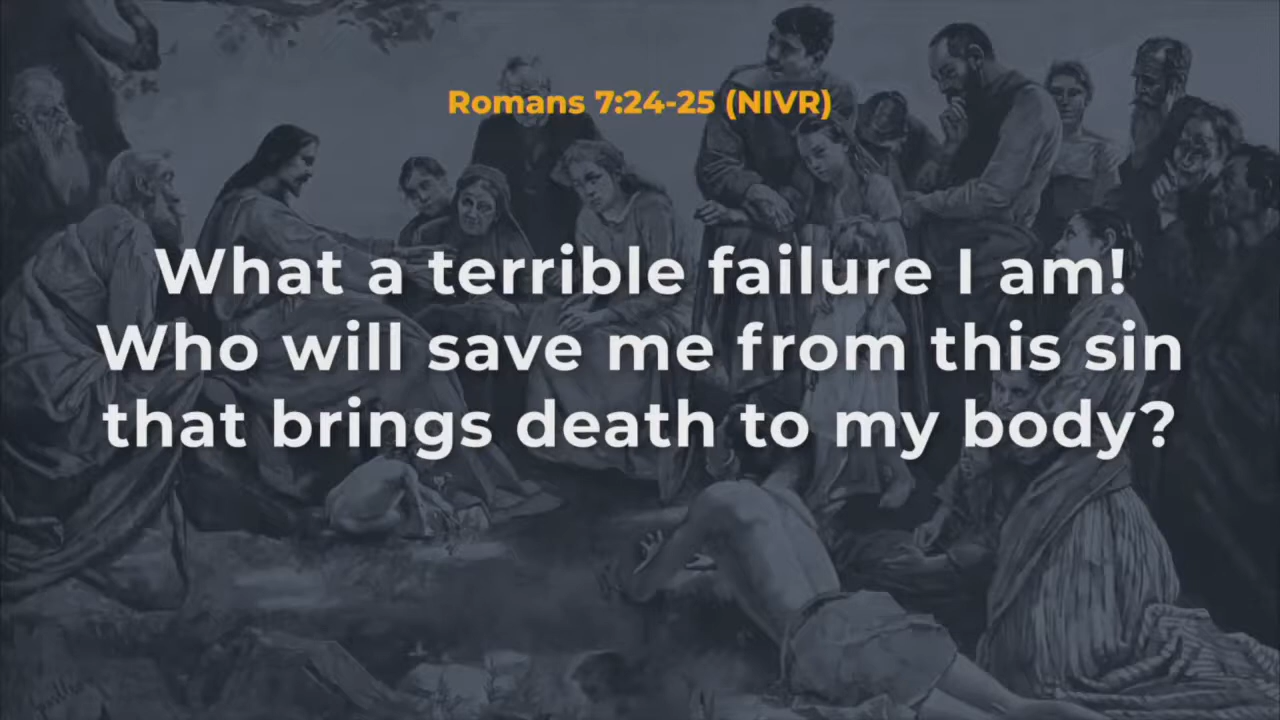 Romans 7:24-25 (NIVR)
What a terrible failure I am!
Who will save me from this sin
that brings death to my body?